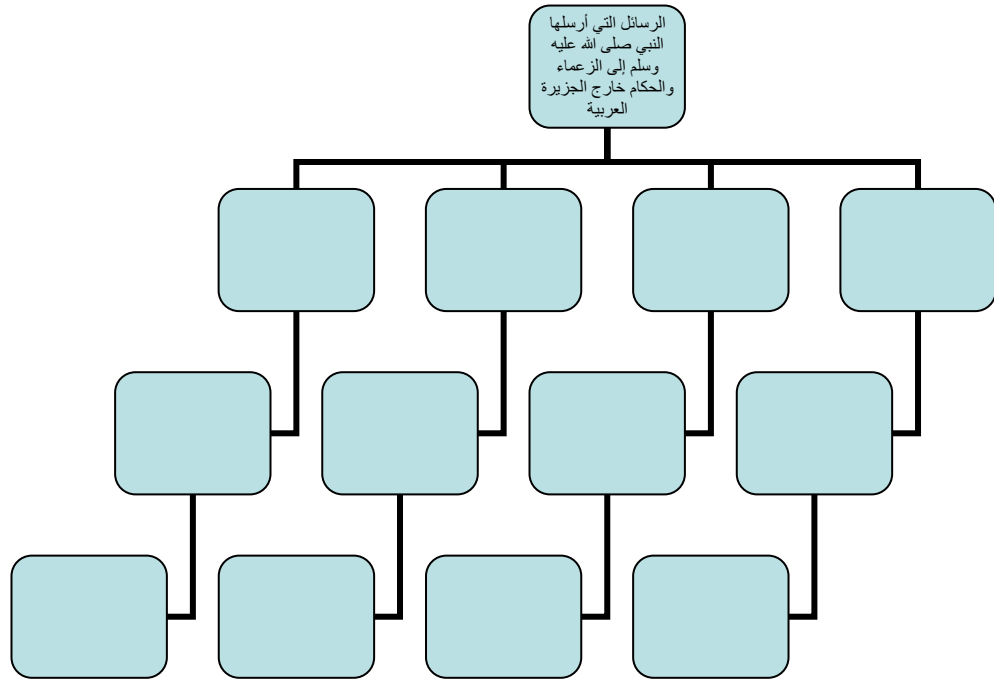 الرسائل التي أرسلها
النبي صلى الله عليه
وسلم إلى الزعماء
والحكام خارج الجزيرة
العربية